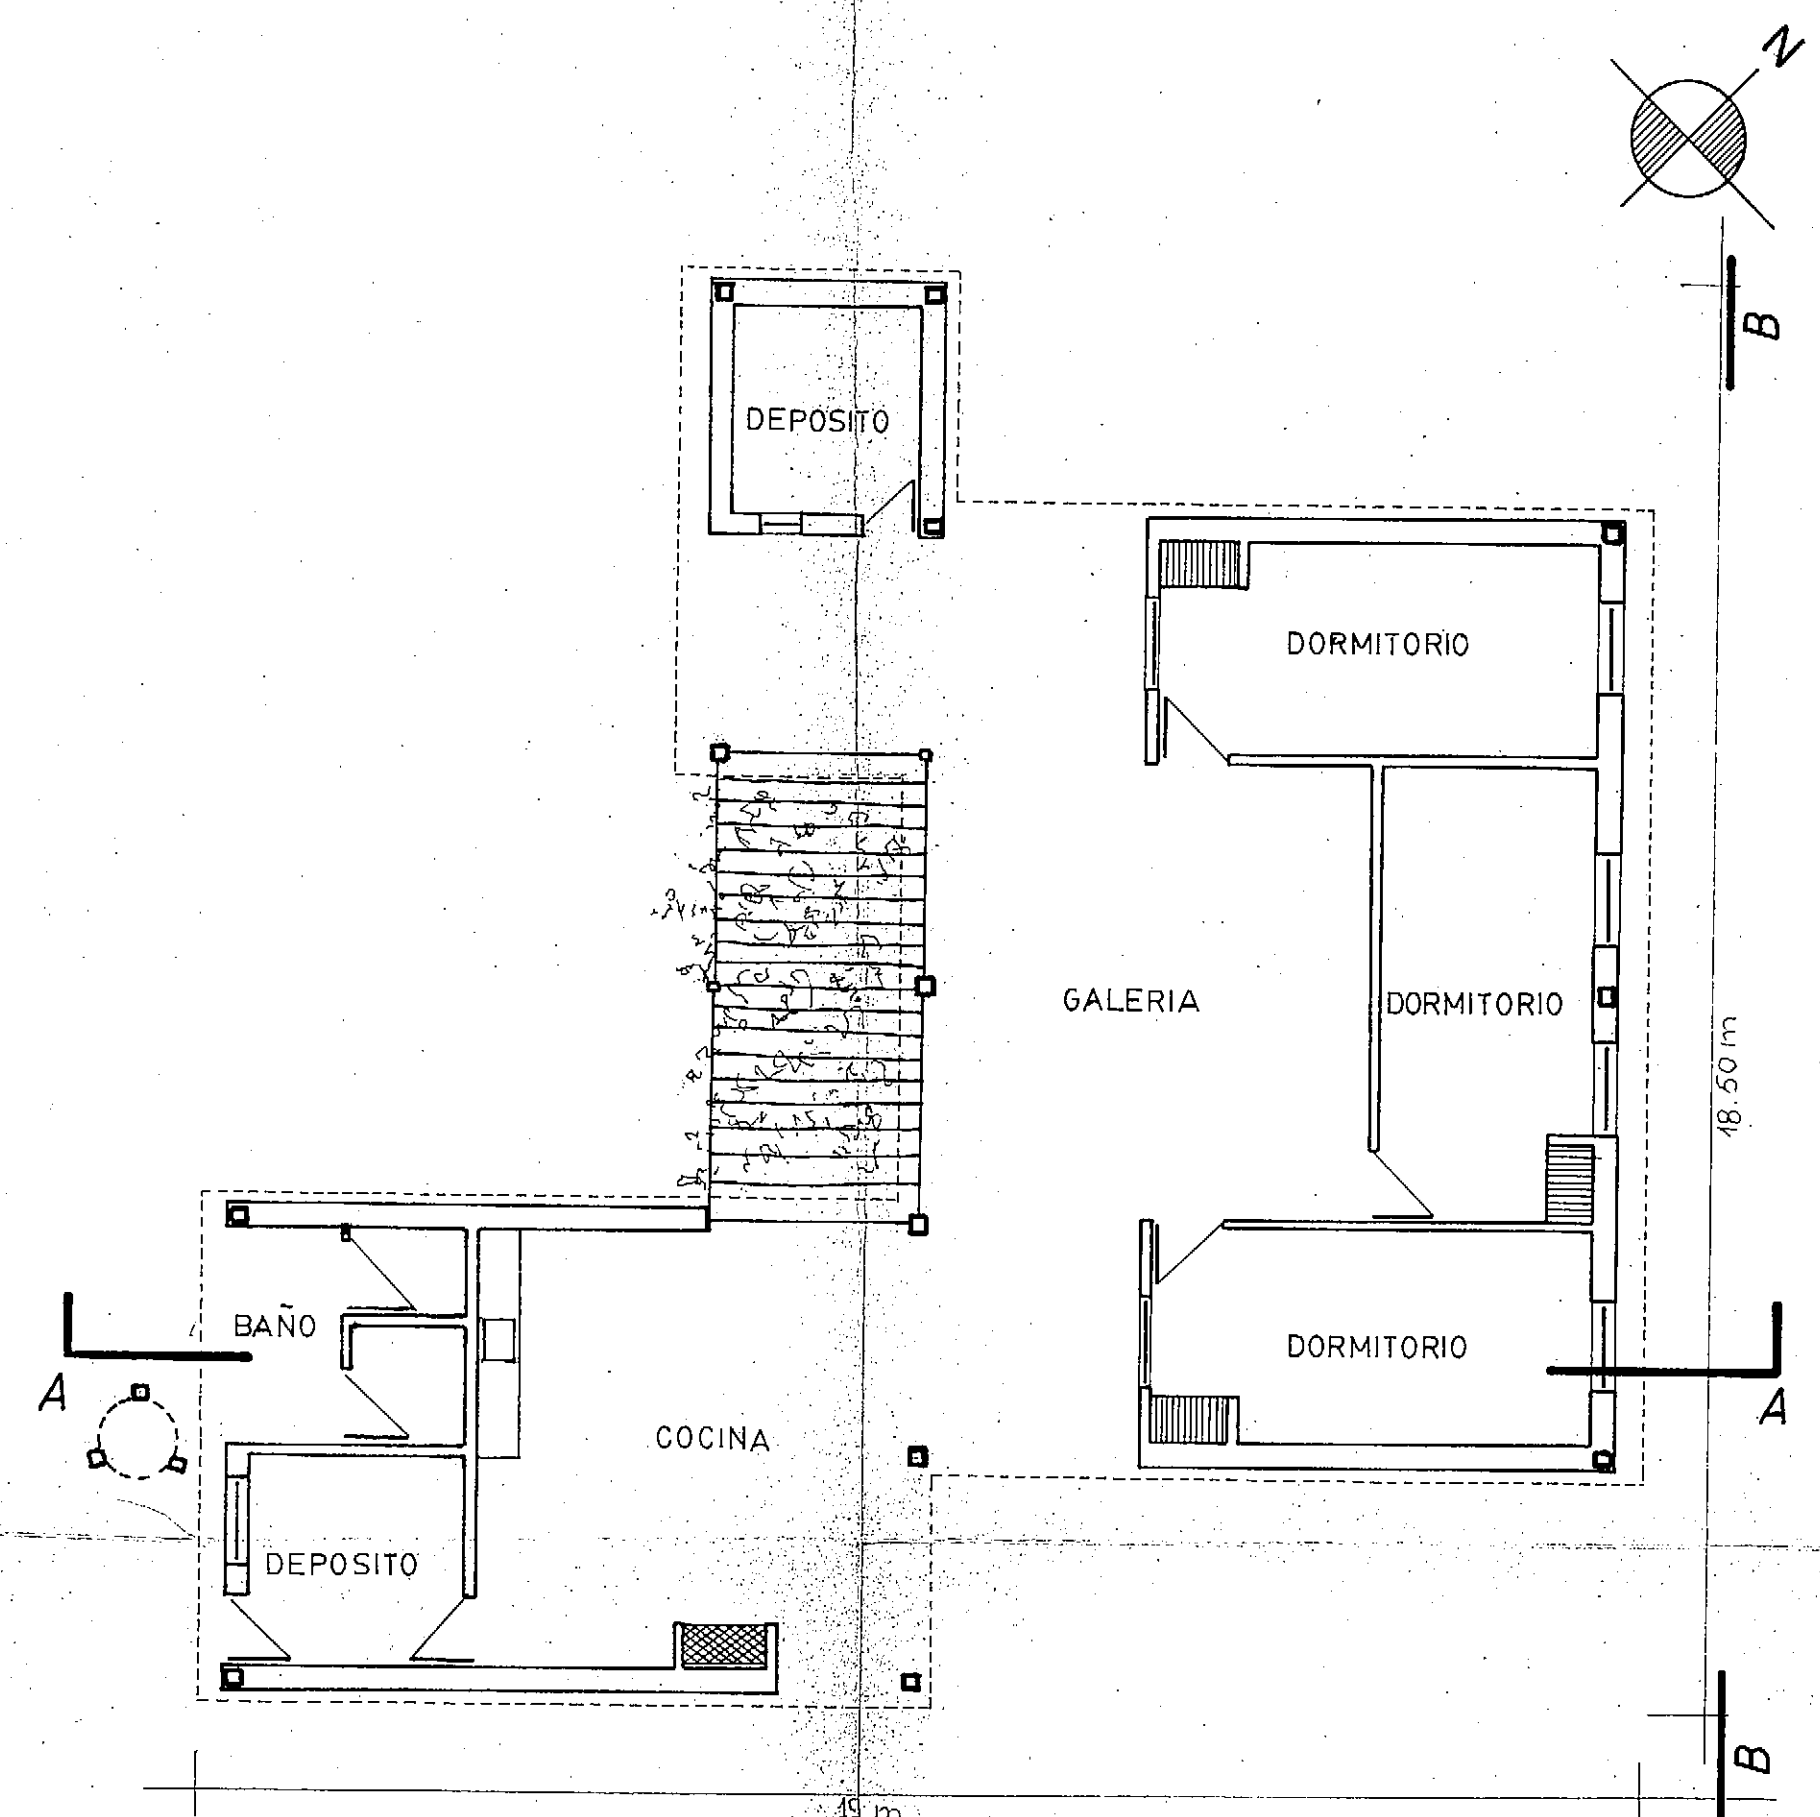 N
B
DEPOSITO
DORMITORIO
GALERIA
DORMITORIO
18.50 m
BAÑO
DORMITORIO
A
A
COCINA
DEPOSITO
B
19 m